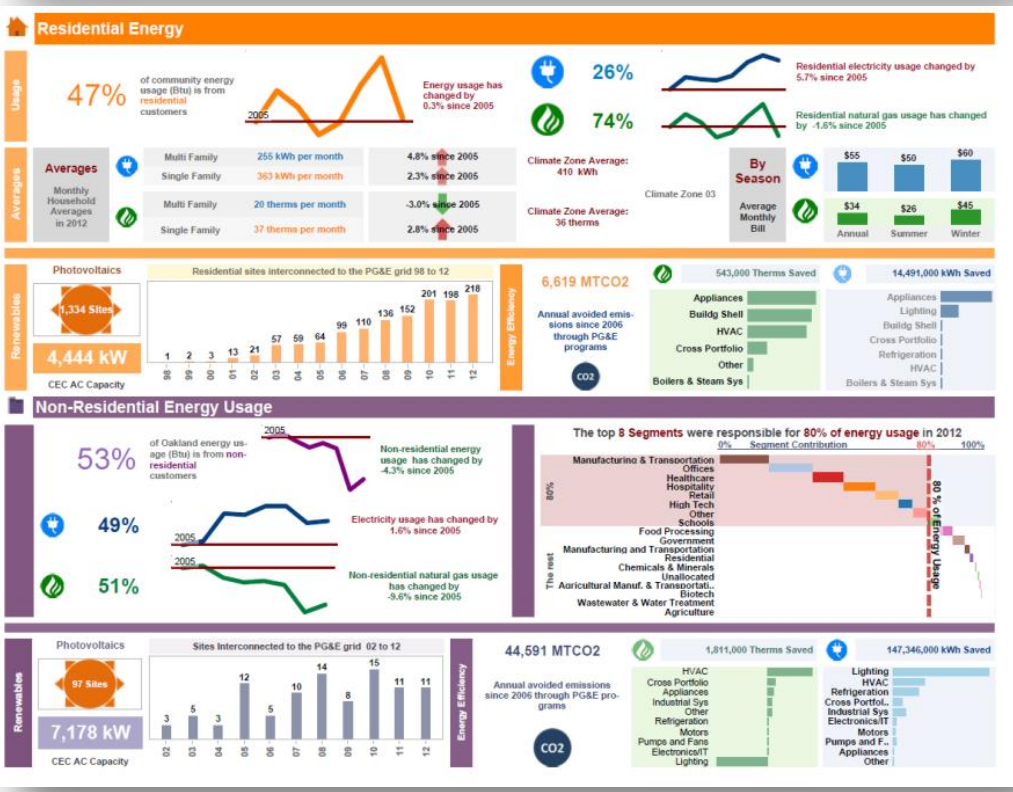 Residential Energy
Usage
47%
of community energy
usage (Btu) is from
residential
customers
2005
Energy usage has
changed by
0.3% since 2005
26%
Residential electricity usage changed by
5.7% since 2005
74%
Residential natural gas usage has changed
by -1.6% since 2005
Averages
Averages
Monthly
Household
Averages
in 2012
Multi Family 255 kWh per month 4.8% since 2005
Single Family 363 kWh per month 2.3% since 2005
Multi Family 20 therms per month -3.0% since 2005
Single Family 37 therms per month 2.8% since 2005
Climate Zone Average:
410 kWh
Climate Zone Average:
36 therms
Climate Zone 03
By
Season
Average
Monthly
Bill
$55 $50 $60
$34 $26 $45
Annual Summer Winter
Renewables
Photovoltaics
1,334 Sites
4,444 kW
CEC AC Capacity
Residential sites interconnected to the PG&E grid 98 to 12
1 2 3 13 21 57 59 64 99 110 136 152 201 198 218
98 99 00 01 02 03 04 05 06 07 08 09 10 11 12
Energy Efficiency
6,619 MTCO2
Annual avoided emis-
sions since 2006
through PG&E
programs
CO2
543,000 Therms Saved
Appliances
Buildg Shell
HVAC
Cross Portfolio
Other
Boilers & Steam Sys
14,491,000 kWh Saved
Appliances
Lighting
Buildg Shell
Cross Portfolio
Refrigeration
HVAC
Boilers & Steam Sys
Non-Residential Energy Usage
53%
of Oakland energy us-
age (Btu) is from non-
residential
customers
2005
Non-residential energy
usage has changed by
-4.3% since 2005
49%
2005
Electricity usage has changed by
1.6% since 2005
51%
2005
Non-residential natural gas usage
has changed by
-9.6% since 2005
The top 8 Segments were responsible for 80% of energy usage in 2012
0% Segment Contribution 80% 100%
80%
Manufacturing & Transportation
Offices
Healthcare
Hospitality
Retail
High Tech
Other
Schools
The rest
Food Processing
Government
Manufacturing and Transportation
Residential
Chemicals & Minerals
Unallocated
Agricultural Manuf. & Transportati..
Biotech
Wastewater & Water Treatment
Agriculture
80 % of Energy Usage
Renewables
Photovoltaics
97 Sites
7,178 kW
CEC AC Capacity
Sites Interconnected to the PG&E grid 02 to 12
3 5 3 12 5 10 14 8 15 11 11
02 03 04 05 06 07 08 09 10 11 12
Energy Efficiency
44,591 MTCO2
Annual avoided emissions
since 2006 through PG&E pro-
grams
CO2
1,811,000 Therms Saved
HVAC
Cross Portfolio
Appliances
Industrial Sys
Other
Refrigeration
Motors
Pumps and Fans
Electronics/IT
Lighting
147,346,000 kWh Saved
Lighting
HVAC
Refrigeration
Cross Portfol..
Industrial Sys
Electronics/IT
Motors
Pumps and F..
Appliances
Other